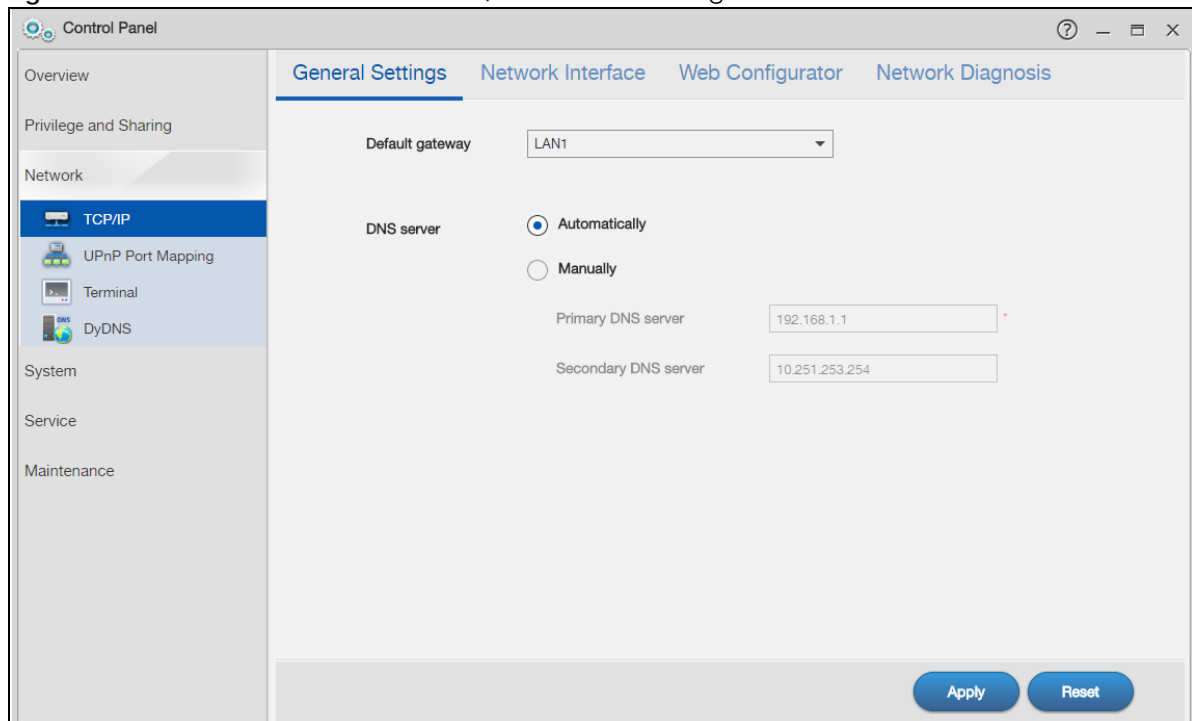 Control Panel
Overview
Privilege and Sharing
Network
TCP/IP
UPnP Port Mapping
Terminal
DyDNS
System
Service
Maintenance
General Settings Network Interface Web Configurator Network Diagnosis
Default gateway LAN1
DNS server Automatically
Manually
Primary DNS server 192.168.1.1 *
Secondary DNS server 10.251.253.254
Apply Reset